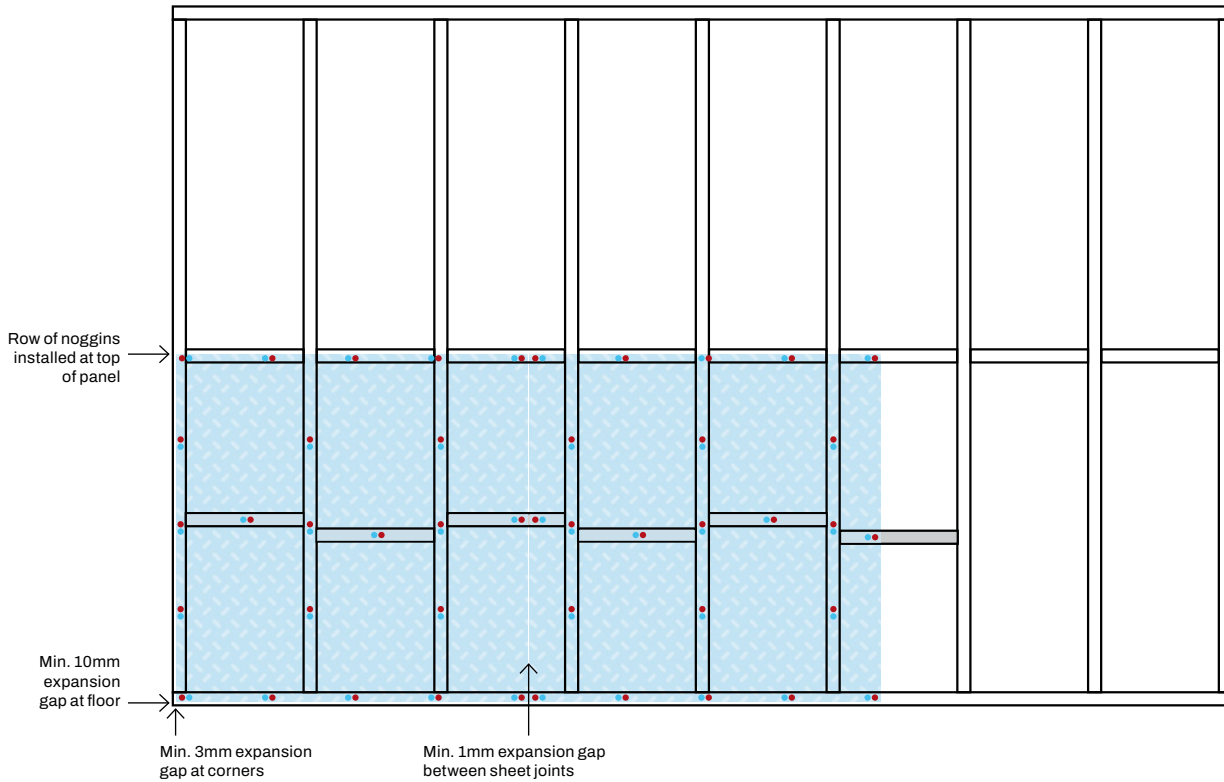 Row of noggins
installed at top
of panel
Min. 10mm
expansion
gap at floor
Min. 3mm expansion
gap at corners
Min. 1mm expansion gap
between sheet joints